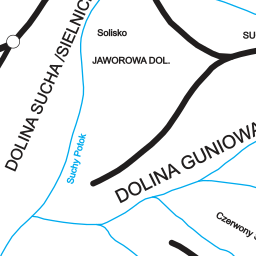 Solisko
SU
JAWOROWA DOL.
DOLINA SUCHA /SIELNIC
Suchy Potok
DOLINA GUNIOWA
Czerwony